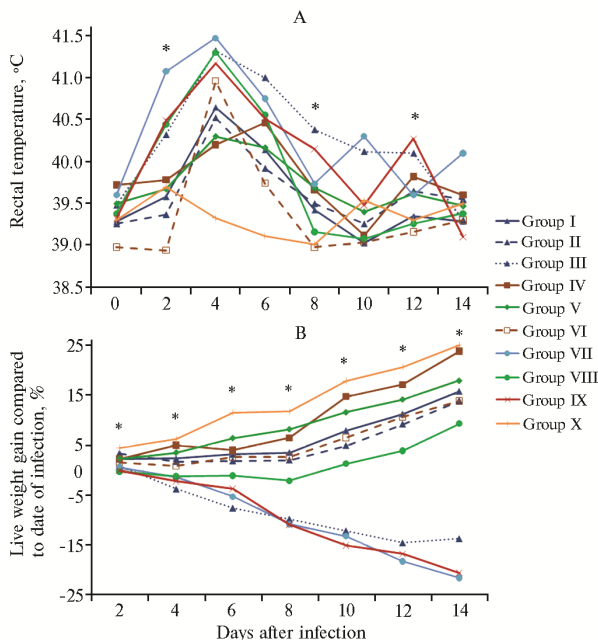 A
Rectal temperature, °C
41.5
41.0
40.5
40.0
39.5
39.0
38.5
*
*
*
0 2 4 6 8 10 12 14
Group I
Group II
Group III
Group IV
Group V
Group VI
Group VII
Group VIII
Group IX
Group X
B
Live weight gain compared
to date of infection, %
25
15
5
0
-5
-15
-25
* * * * * * *
2 4 6 8 10 12 14
Days after infection